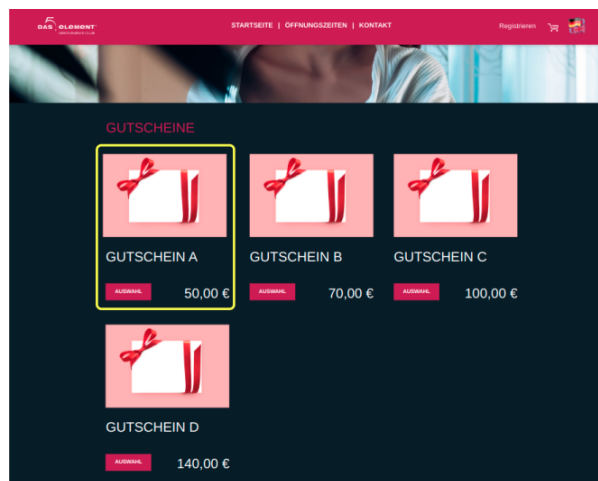 DAS ELEMENT
STARTSEITE | ÖFFNUNGSZEITEN | KONTAKT
Registrieren
GUTSCHEINE
GUTSCHEIN A
AUSWAHL 50,00 €
GUTSCHEIN B
AUSWAHL 70,00 €
GUTSCHEIN C
AUSWAHL 100,00 €
GUTSCHEIN D
AUSWAHL 140,00 €